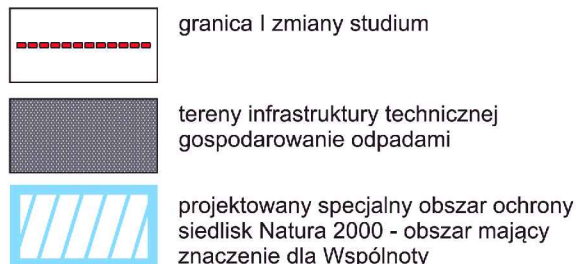 granica I zmiany studium
tereny infrastruktury technicznej
gospodarowanie odpadami
projektowany specjalny obszar ochrony
siedlisk Natura 2000 - obszar mający
znaczenie dla Wspólnoty